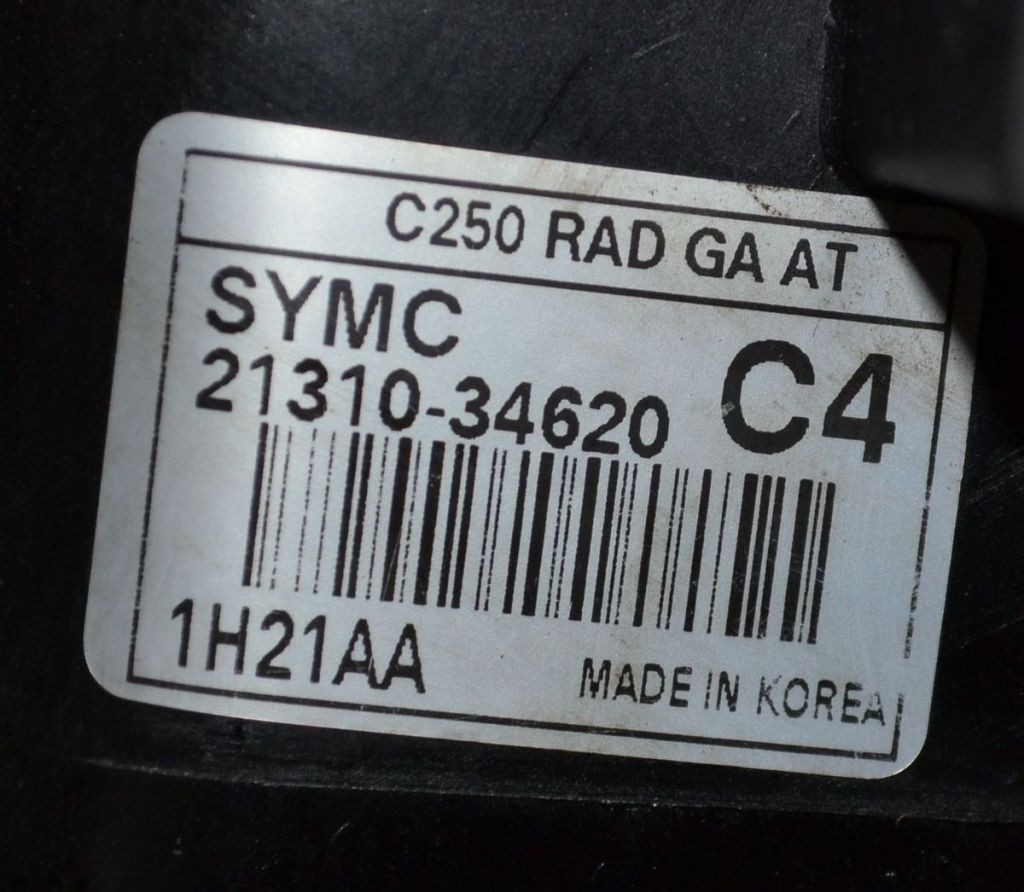 C250 RAD GA AT
SYMC
21310-34620 C4
1H21AA
MADE IN KOREA